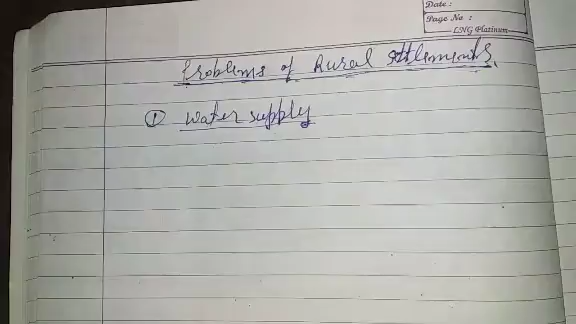 Date :
Page No :
LNG Platinum
Problems of Rural settlements.
① Water supply